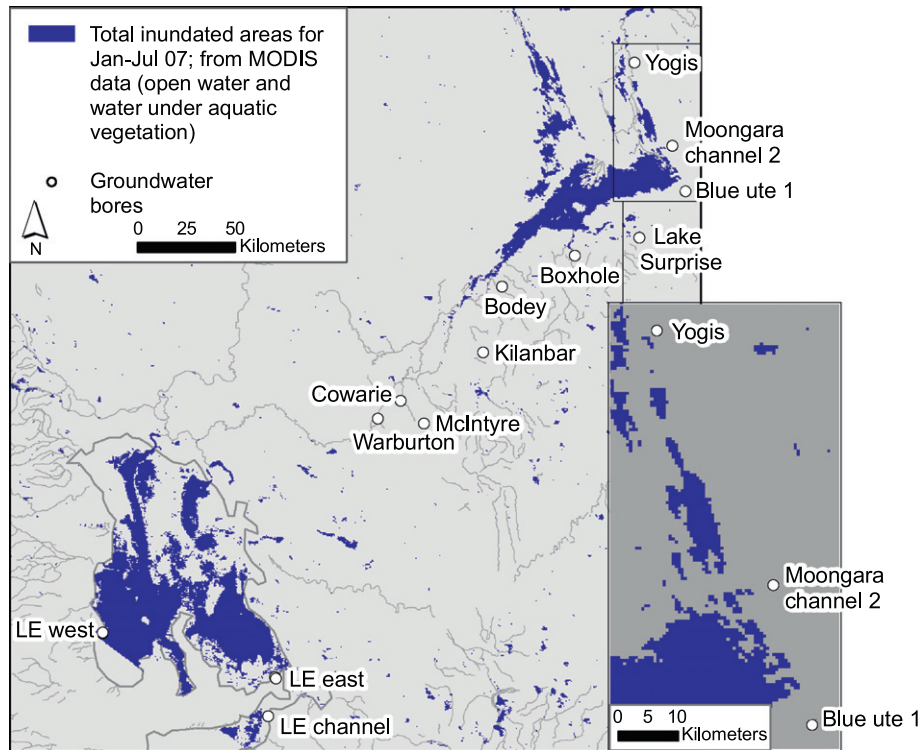 Total inundated areas for
Jan-Jul 07; from MODIS
data (open water and
water under aquatic
vegetation)
Groundwater
bores
0 25 50
Kilometers
N
Yogis
Moongara
channel 2
Blue ute 1
Lake
Surprise
Boxhole
Bodey
Kilanbar
Cowarie
McIntyre
Warburton
LE west
LE east
LE channel
Yogis
Moongara
channel 2
Blue ute 1
0 5 10
Kilometers